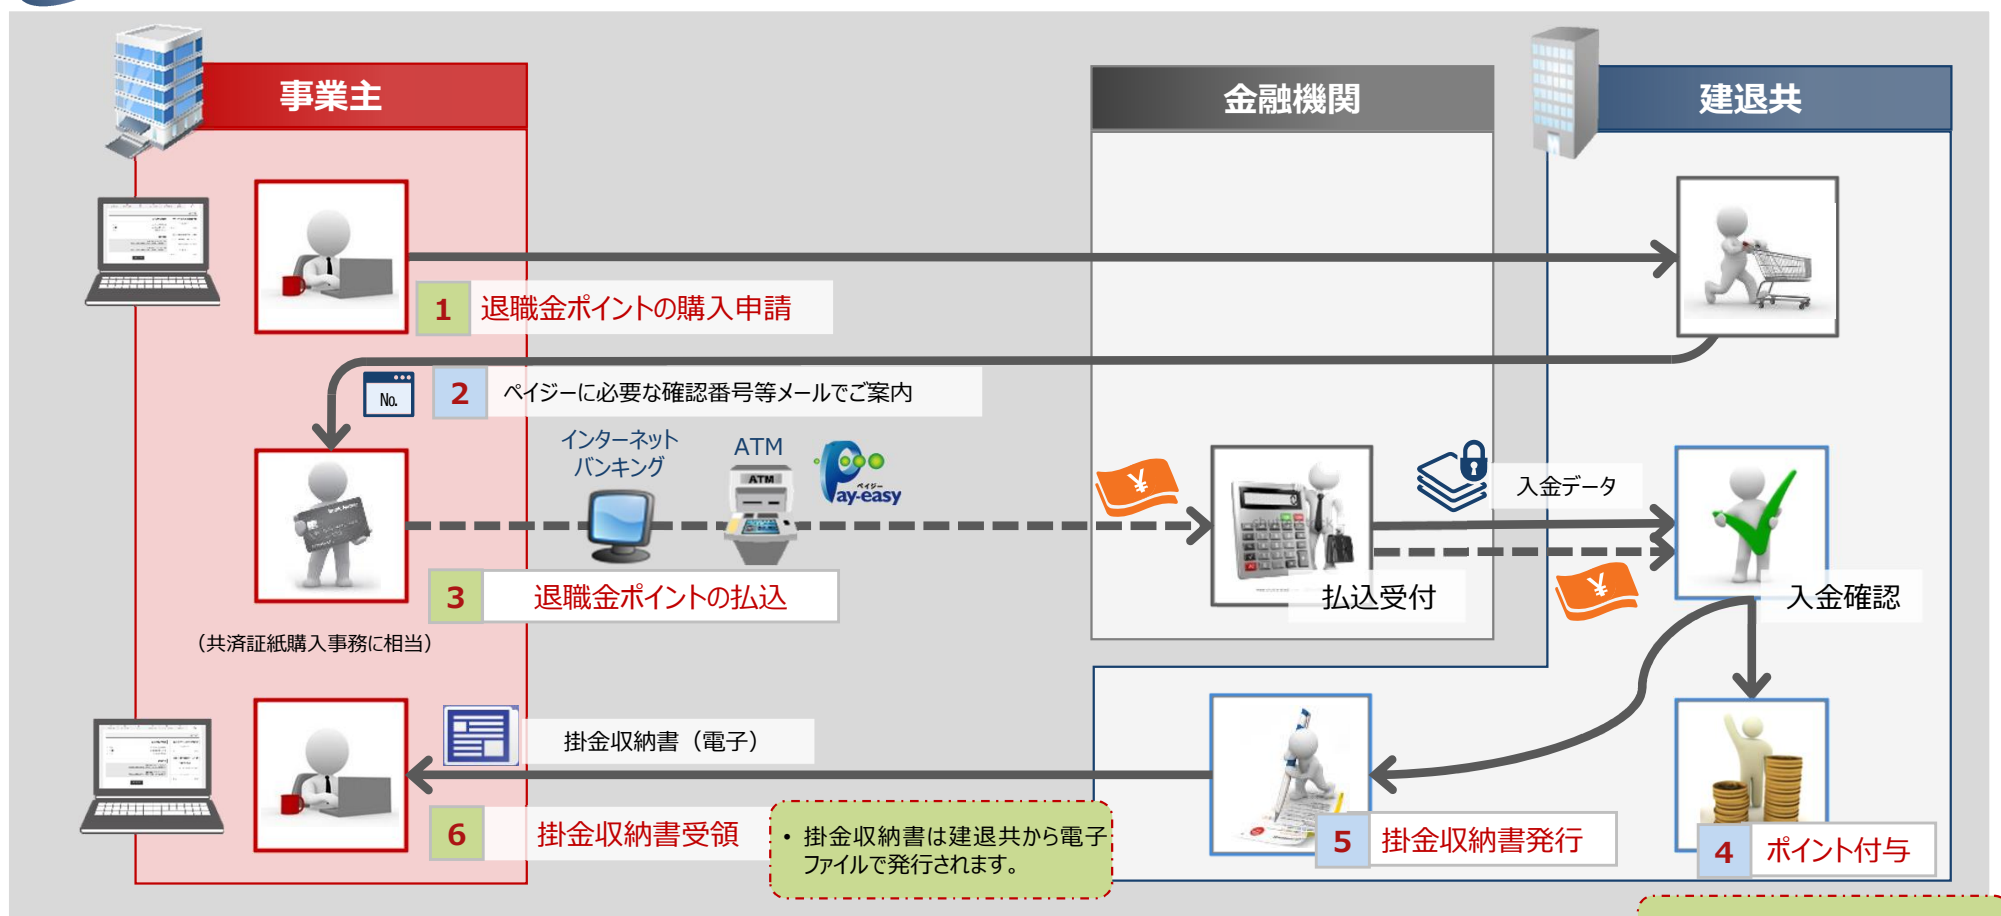 事業主
金融機関
建退共
1 退職金ポイントの購入申請
No.
2 ペイジーに必要な確認番号等メールでご案内
インターネット
バンキング
ATM
ATM
ペイジー
Pay-easy
¥
入金データ
3 退職金ポイントの払込
払込受付
¥
入金確認
（共済証紙購入事務に相当）
掛金収納書（電子）
6 掛金収納書受領
・ 掛金収納書は建退共から電子
ファイルで発行されます。
5 掛金収納書発行
4 ポイント付与